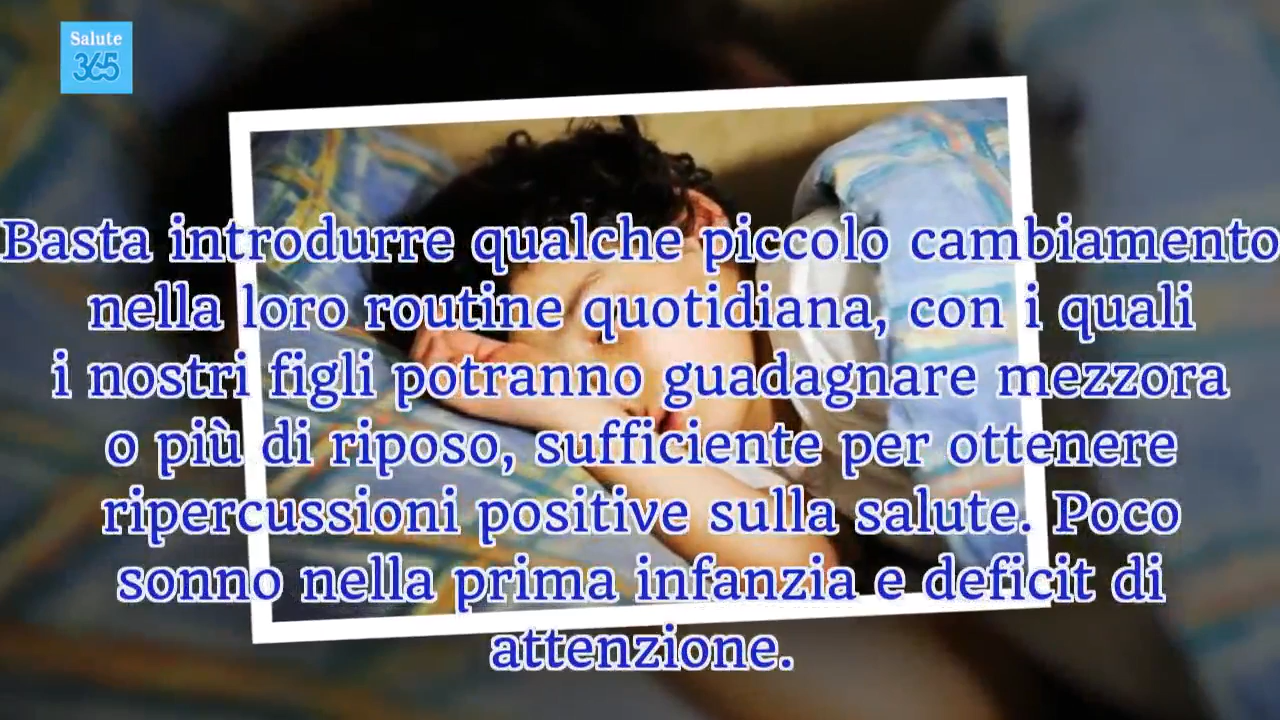 Salute
365
Basta introdurre qualche piccolo cambiamento
nella loro routine quotidiana, con i quali
i nostri figli potranno guadagnare mezzora
o più di riposo, sufficiente per ottenere
ripercussioni positive sulla salute. Poco
sonno nella prima infanzia e deficit di
attenzione.